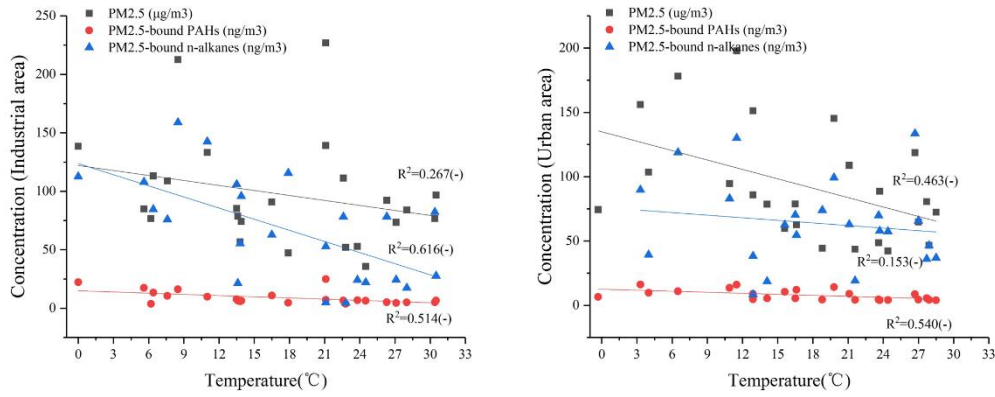 PM2.5 (μg/m3)
PM2.5-bound PAHs (ng/m3)
PM2.5-bound n-alkanes (ng/m3)
Concentration (Industrial area)
250
200
150
100
50
0
R²=0.267(-)
R²=0.616(-)
R²=0.514(-)
0 3 6 9 12 15 18 21 24 27 30 33
Temperature(℃)
PM2.5 (ug/m3)
PM2.5-bound PAHs (ng/m3)
PM2.5-bound n-alkanes (ng/m3)
Concentration (Urban area)
200
150
100
50
0
R²=0.463(-)
R²=0.153(-)
R²=0.540(-)
0 3 6 9 12 15 18 21 24 27 30 33
Temperature(℃)